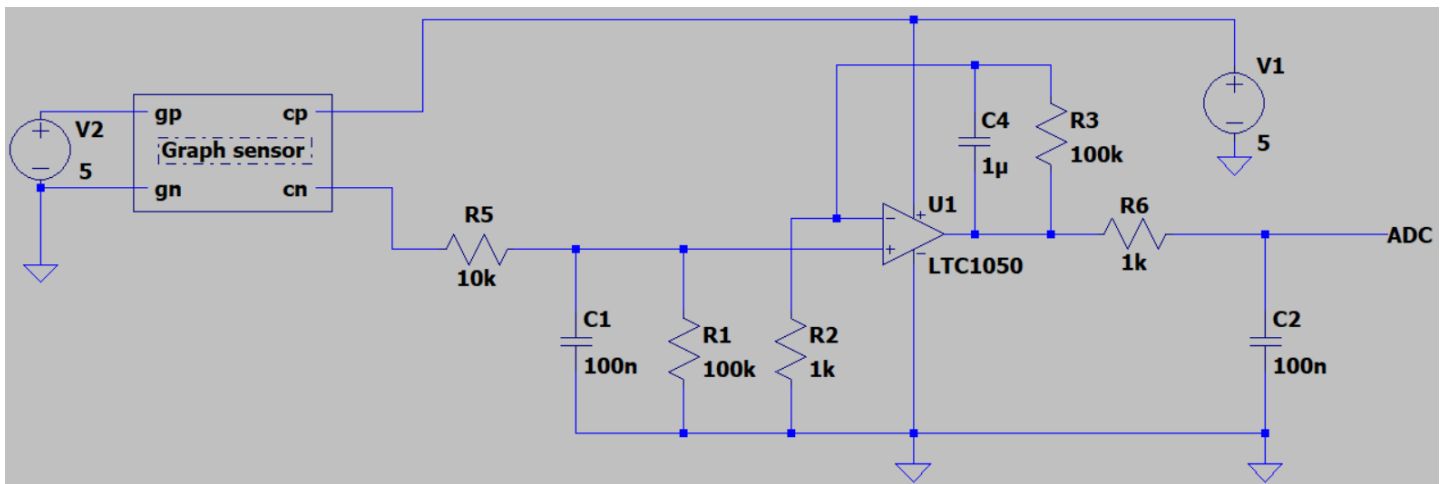 V1
5
gp
cp
V2
5
Graph sensor
gn
cn
C4
1µ
R3
100k
R5
10k
U1
LTC1050
R6
1k
ADC
C1
100n
R1
100k
R2
1k
C2
100n